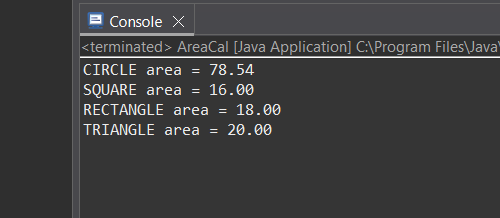 Console
<terminated> AreaCal [Java Application] C:\Program Files\Java\
CIRCLE area = 78.54
SQUARE area = 16.00
RECTANGLE area = 18.00
TRIANGLE area = 20.00